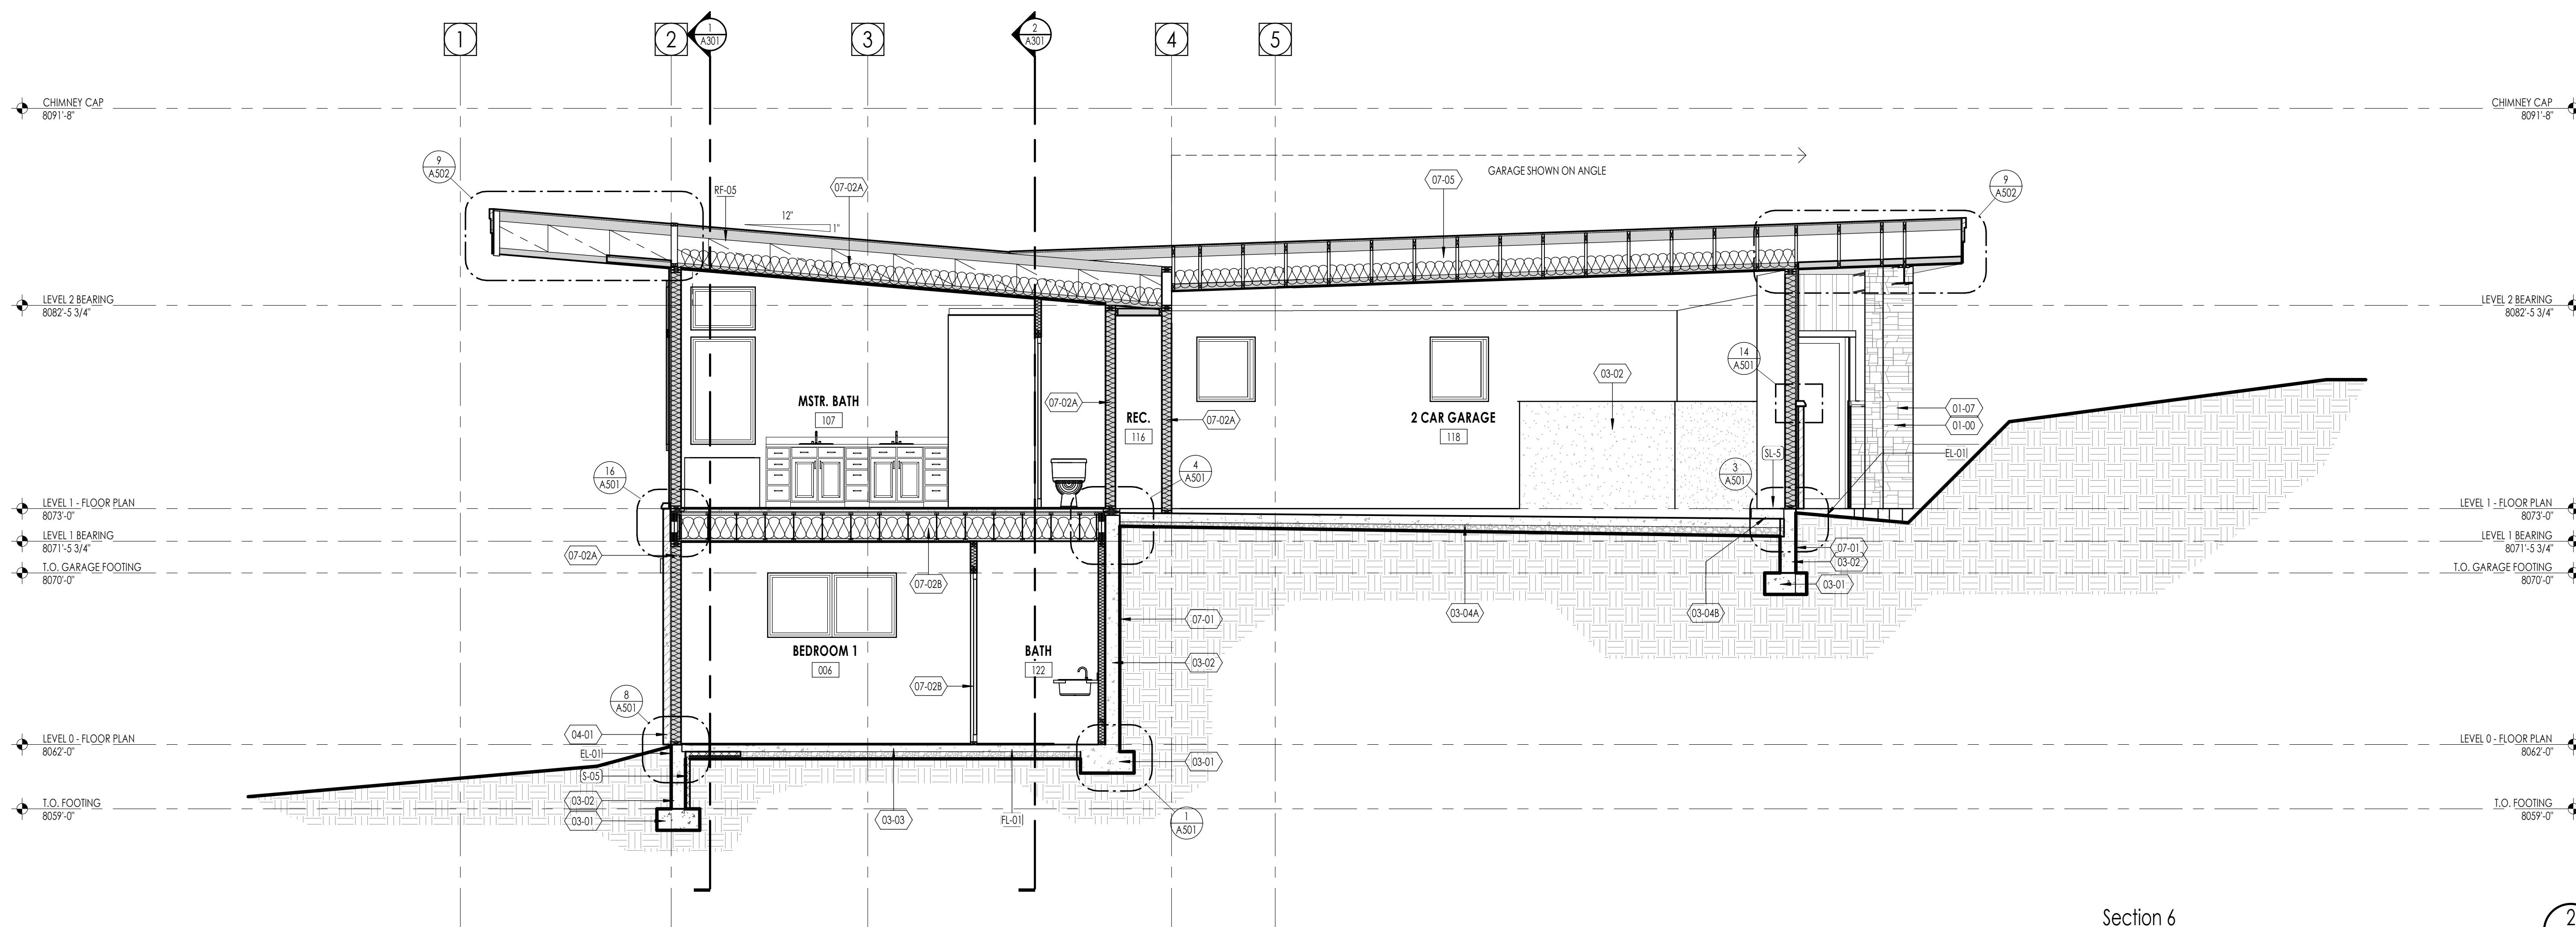 1
2
1
A301
3
2
A301
4
5
CHIMNEY CAP
8091'-8"
CHIMNEY CAP
8091'-8"
9
A502
RF-05
07-02A
12"
1"
GARAGE SHOWN ON ANGLE
07-05
9
A502
LEVEL 2 BEARING
8082'-5 3/4"
LEVEL 2 BEARING
8082'-5 3/4"
14
A501
03-02
MSTR. BATH
107
07-02A
REC.
116
07-02A
2 CAR GARAGE
118
01-07
01-00
EL-01
SL-5
16
A501
4
A501
3
A501
LEVEL 1 - FLOOR PLAN
8073'-0"
LEVEL 1 - FLOOR PLAN
8073'-0"
LEVEL 1 BEARING
8071'-5 3/4"
LEVEL 1 BEARING
8071'-5 3/4"
07-02A
07-01
03-02
T.O. GARAGE FOOTING
8070'-0"
T.O. GARAGE FOOTING
8070'-0"
07-02B
03-01
03-04A
03-04B
07-01
BEDROOM 1
006
BATH
122
03-02
07-02B
8
A501
04-01
LEVEL 0 - FLOOR PLAN
8062'-0"
LEVEL 0 - FLOOR PLAN
8062'-0"
EL-01
03-01
S-05
T.O. FOOTING
8059'-0"
T.O. FOOTING
8059'-0"
03-02
03-01
03-03
FL-01
1
A501
Section 6
2